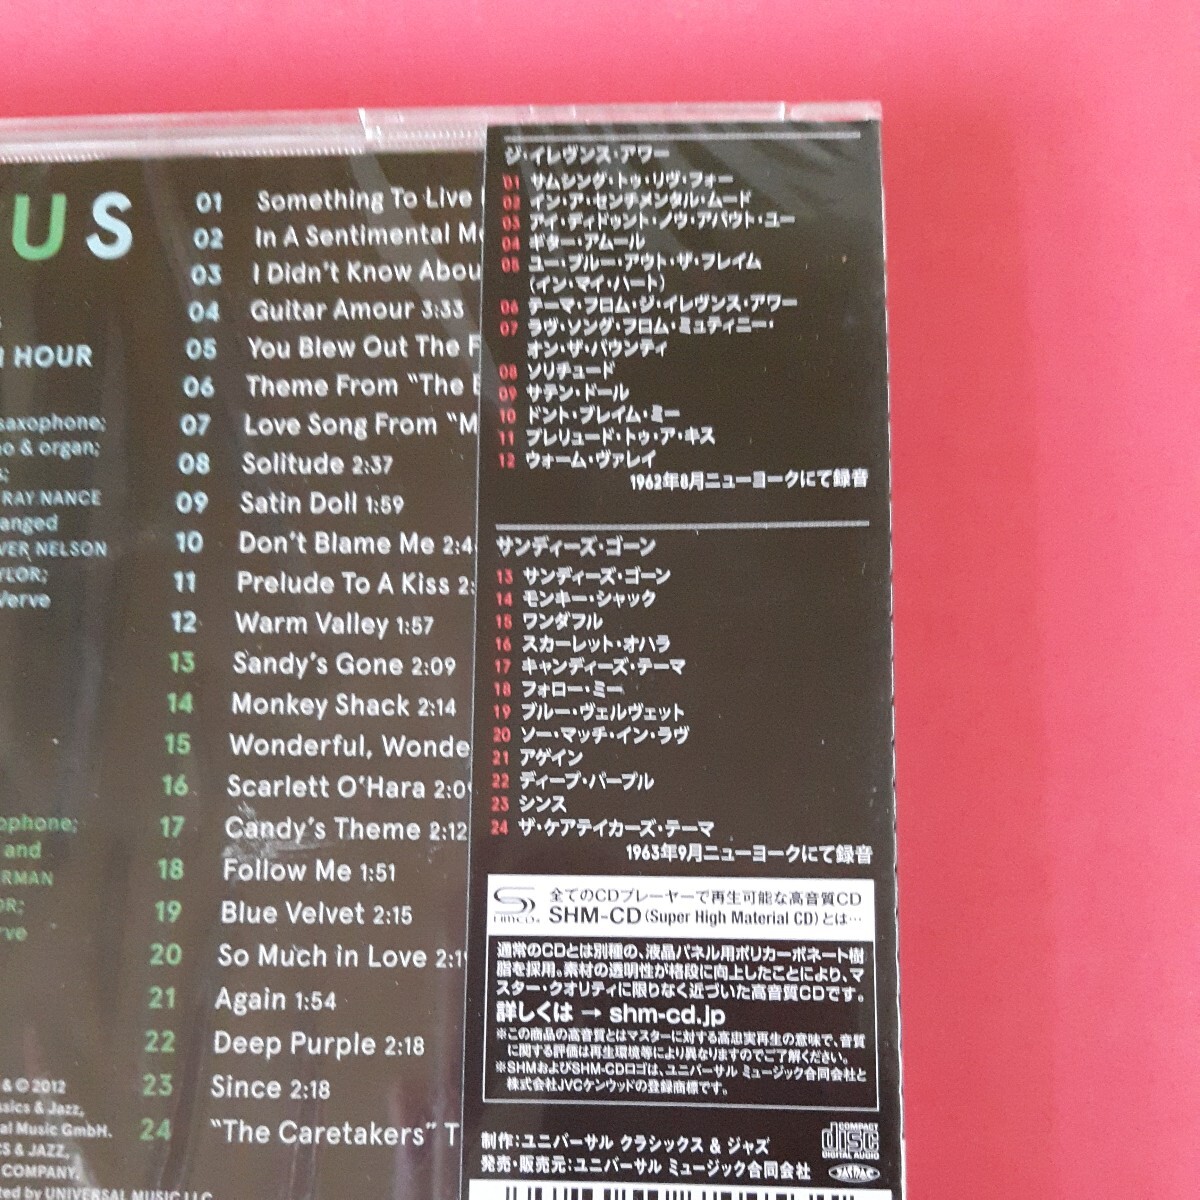 US
HOUR
saxophone;
& organ;
RAY NANCE
NELSON
Verve
and
© 2012
& Jazz,
Music GmbH.
& JAZZ,
COMPANY.
by UNIVERSAL MUSIC LLC
01 Something To Live
02 In A Sentimental
03 I Didn't Know
04 Guitar Amour 3:33
05 You Blew Out The
06 Theme From "The
07 Love Song From
08 Solitude 2:37
09 Satin Doll 1:59
10 Don't Blame Me
11 Prelude To A Kiss
12 Warm Valley 1:57
13 Sandy's Gone 2:09
14 Monkey Shack 2:14
15 Wonderful,
16 Scarlett O'Hara
17 Candy's Theme 2:12
18 Follow Me 1:51
19 Blue Velvet 2:15
20 So Much in Love
21 Again 1:54
22 Deep Purple 2:18
23 Since 2:18
24 "The Caretakers"
ジ・イレヴンス・アワー
01 サムシング・トゥ・リヴ・フォー
02 イン・ア・センチメンタル・ムード
03 アイ・ディドゥント・ノウ・アバウト・ユー
04 ギター・アムール
05 ユー・ブルー・アウト・ザ・フレイム
(イン・マイ・ハート)
06 テーマ・フロム・ジ・イレヴンス・アワー
07 ラヴ・ソング・フロム・ミュティニー・
オン・ザ・バウンティ
08 ソリチュード
09 サテン・ドール
10 ドント・ブレイム・ミー
11 プレリュード・トゥ・ア・キス
12 ウォーム・ヴァレイ
1962年8月ニューヨークにて録音
サンディーズ・ゴーン
13 サンディーズ・ゴーン
14 モンキー・シャック
15 ワンダフル
16 スカーレット・オハラ
17 キャンディーズ・テーマ
18 フォロー・ミー
19 ブルー・ヴェルヴェット
20 ソー・マッチ・イン・ラヴ
21 アゲイン
22 ディープ・パープル
23 シンス
24 ザ・ケアテイカーズ・テーマ
1963年9月ニューヨークにて録音
全てのCDプレーヤーで再生可能な高音質CD
SHM-CD(Super High Material CD)とは…
通常のCDとは別種の、液晶パネル用ポリカーボネート樹
脂を採用。素材の透明性が格段に向上したことにより、マ
スター・クオリティに限りなく近づいた高音質CDです。
詳しくは → shm-cd.jp
※この商品の高音質とはマスターに対する高忠実再生の意味で、音質
に関する評価は再生環境等により異なりますのでご了解ください。
※SHMおよびSHM-CDロゴは、ユニバーサル ミュージック合同会社と
株式会社JVCケンウッドの登録商標です。
制作:ユニバーサル クラシックス & ジャズ
発売・販売元:ユニバーサル ミュージック合同会社
COMPACT
disc
DIGITAL AUDIO